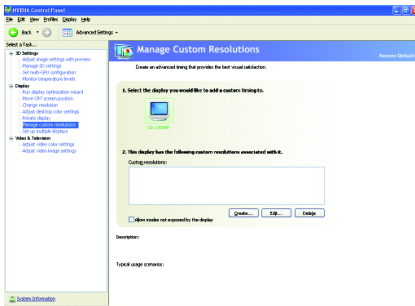 NVIDIA Control Panel
File Edit View Profiles Display Help
Back Advanced Settings
Select a Task...
3D Settings
Adjust image settings with preview
Manage 3D settings
Set multi-GPU configuration
Monitor temperature levels
Display
Run display optimization wizard
Move CRT screen position
Change resolution
Adjust desktop color settings
Rotate display
Manage custom resolutions
Set up multiple displays
Video & Television
Adjust video color settings
Adjust video image settings
System Information
Manage Custom Resolutions
Restore Defaults
Create an advanced timing that provides the best visual satisfaction.
1. Select the display you would like to add a custom timing to.
2. This display has the following custom resolutions associated with it.
Custom resolutions:
Create... Edit... Delete
Allow modes not exposed by the display
Description:
Typical usage scenarios: